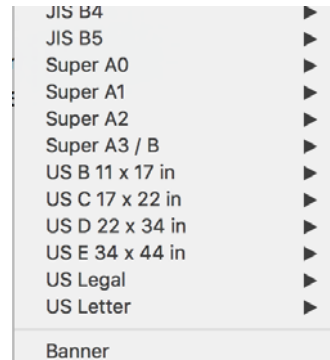 JIS B4
JIS B5
Super A0
Super A1
Super A2
Super A3 / B
US B 11 x 17 in
US C 17 x 22 in
US D 22 x 34 in
US E 34 x 44 in
US Legal
US Letter
Banner